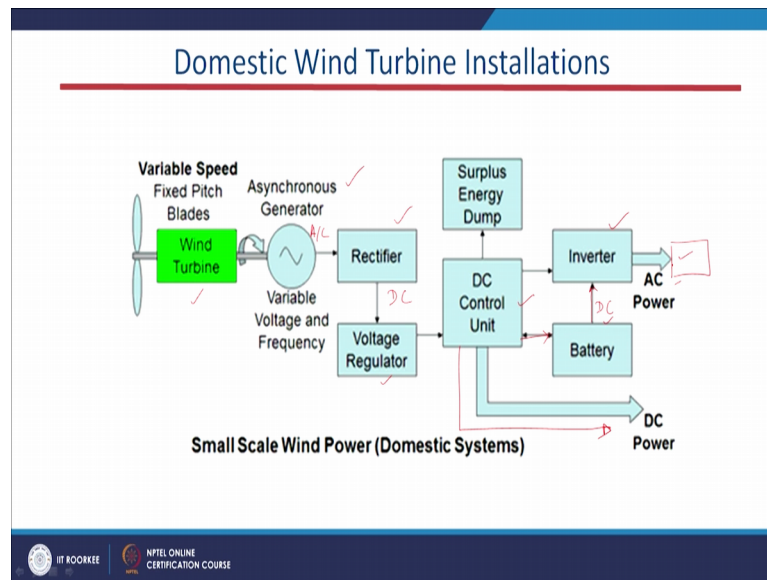 Domestic Wind Turbine Installations
Variable Speed
Fixed Pitch
Blades
Wind
Turbine
Asynchronous
Generator
A/C
Variable
Voltage and
Frequency
Rectifier
DC
Voltage
Regulator
Surplus
Energy
Dump
DC
Control
Unit
Inverter
AC
Power
DC
Battery
DC
Power
Small Scale Wind Power (Domestic Systems)
IIT ROORKEE
NPTEL ONLINE
CERTIFICATION COURSE